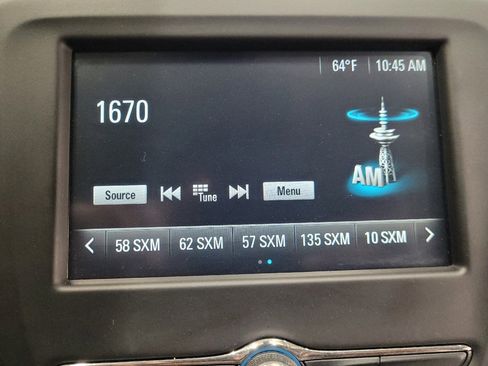 64°F 10:45 AM
1670
AM
Source Tune Menu
58 SXM 62 SXM 57 SXM 135 SXM 10 SXM